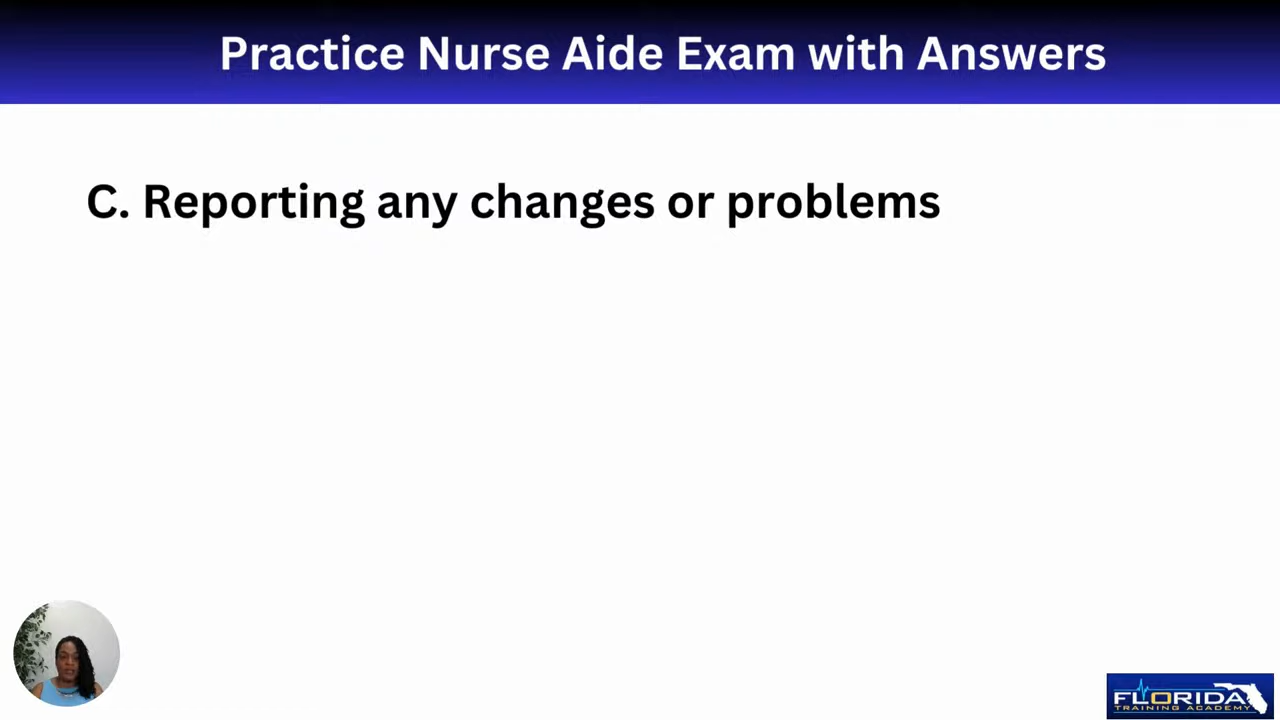 Practice Nurse Aide Exam with Answers
C. Reporting any changes or problems
FLORIDA
TRAINING ACADEMY